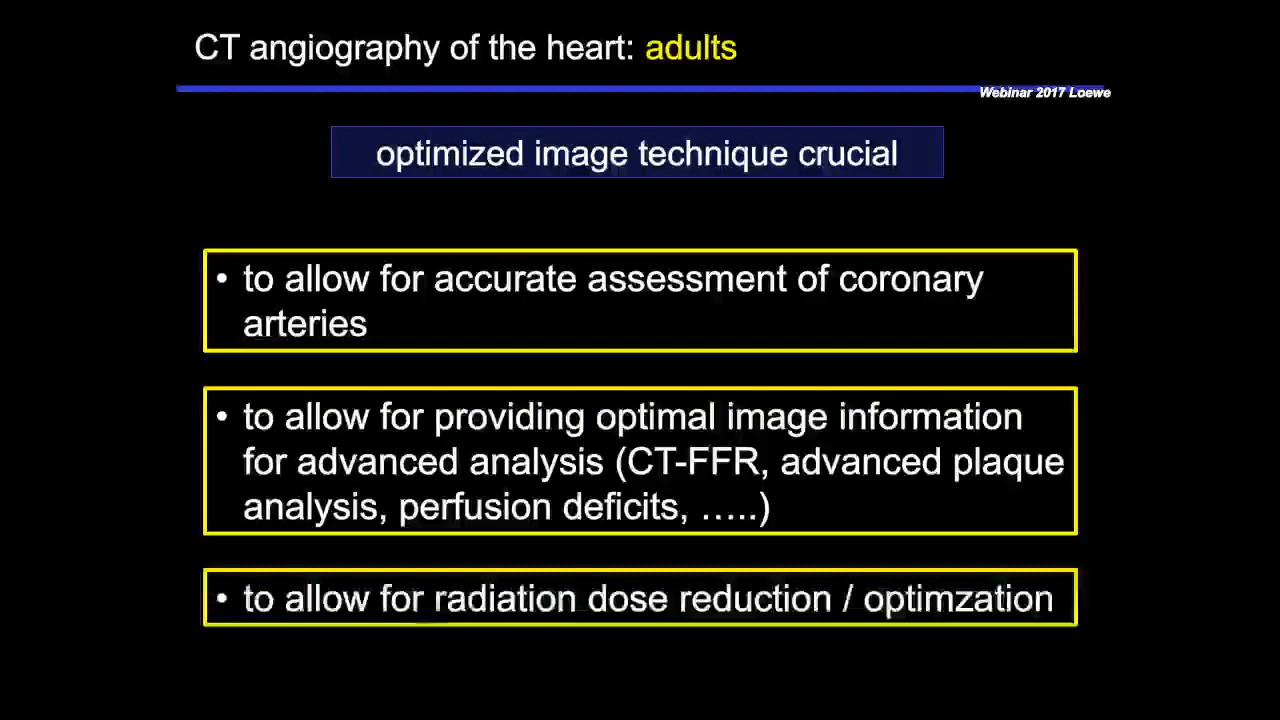 CT angiography of the heart: adults
Webinar 2017 Loewe
optimized image technique crucial
• to allow for accurate assessment of coronary
arteries
• to allow for providing optimal image information
for advanced analysis (CT-FFR, advanced plaque
analysis, perfusion deficits, …..)
• to allow for radiation dose reduction / optimzation